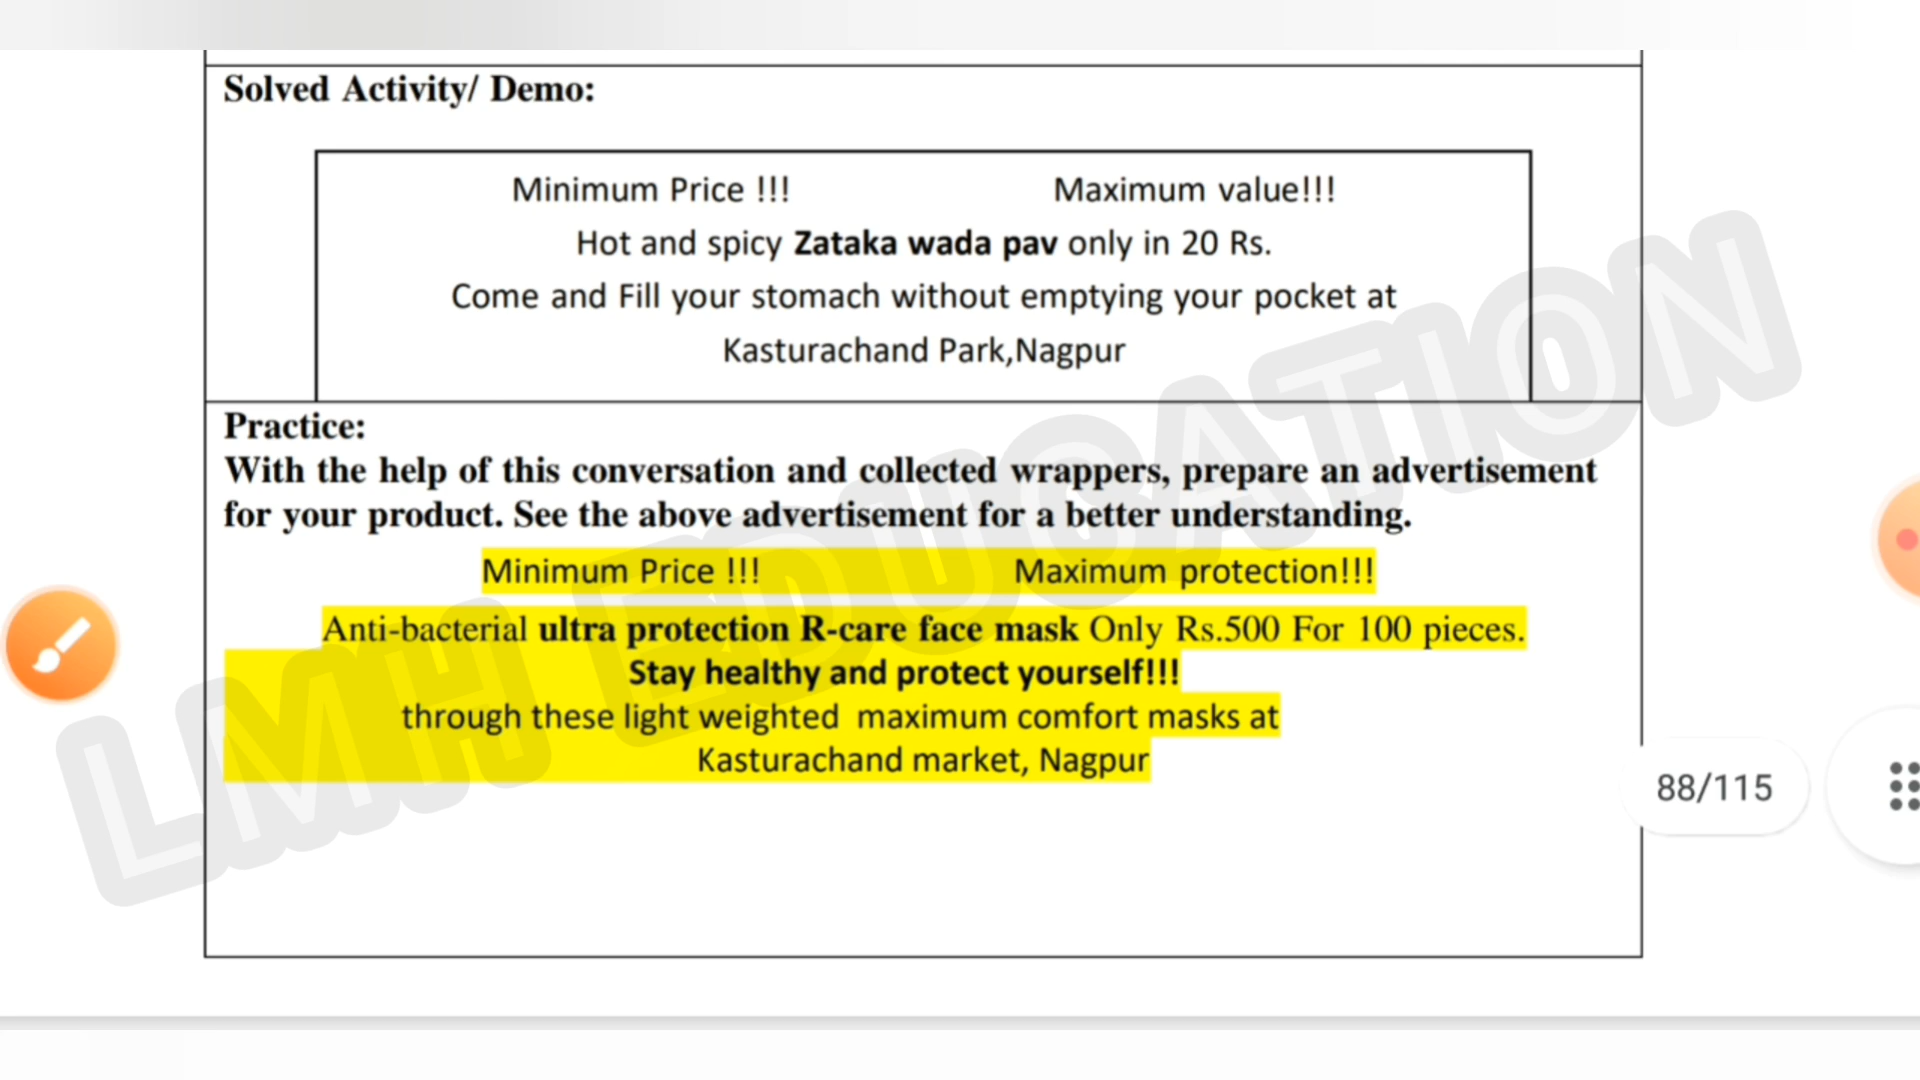 Solved Activity/ Demo:
Minimum Price !!! Maximum value!!!
Hot and spicy Zataka wada pav only in 20 Rs.
Come and Fill your stomach without emptying your pocket at
Kasturachand Park,Nagpur
Practice:
With the help of this conversation and collected wrappers, prepare an advertisement
for your product. See the above advertisement for a better understanding.
Minimum Price !!! Maximum protection!!!
Anti-bacterial ultra protection R-care face mask Only Rs.500 For 100 pieces.
Stay healthy and protect yourself!!!
through these light weighted  maximum comfort masks at
Kasturachand market, Nagpur
88/115
LMH EDUCATION